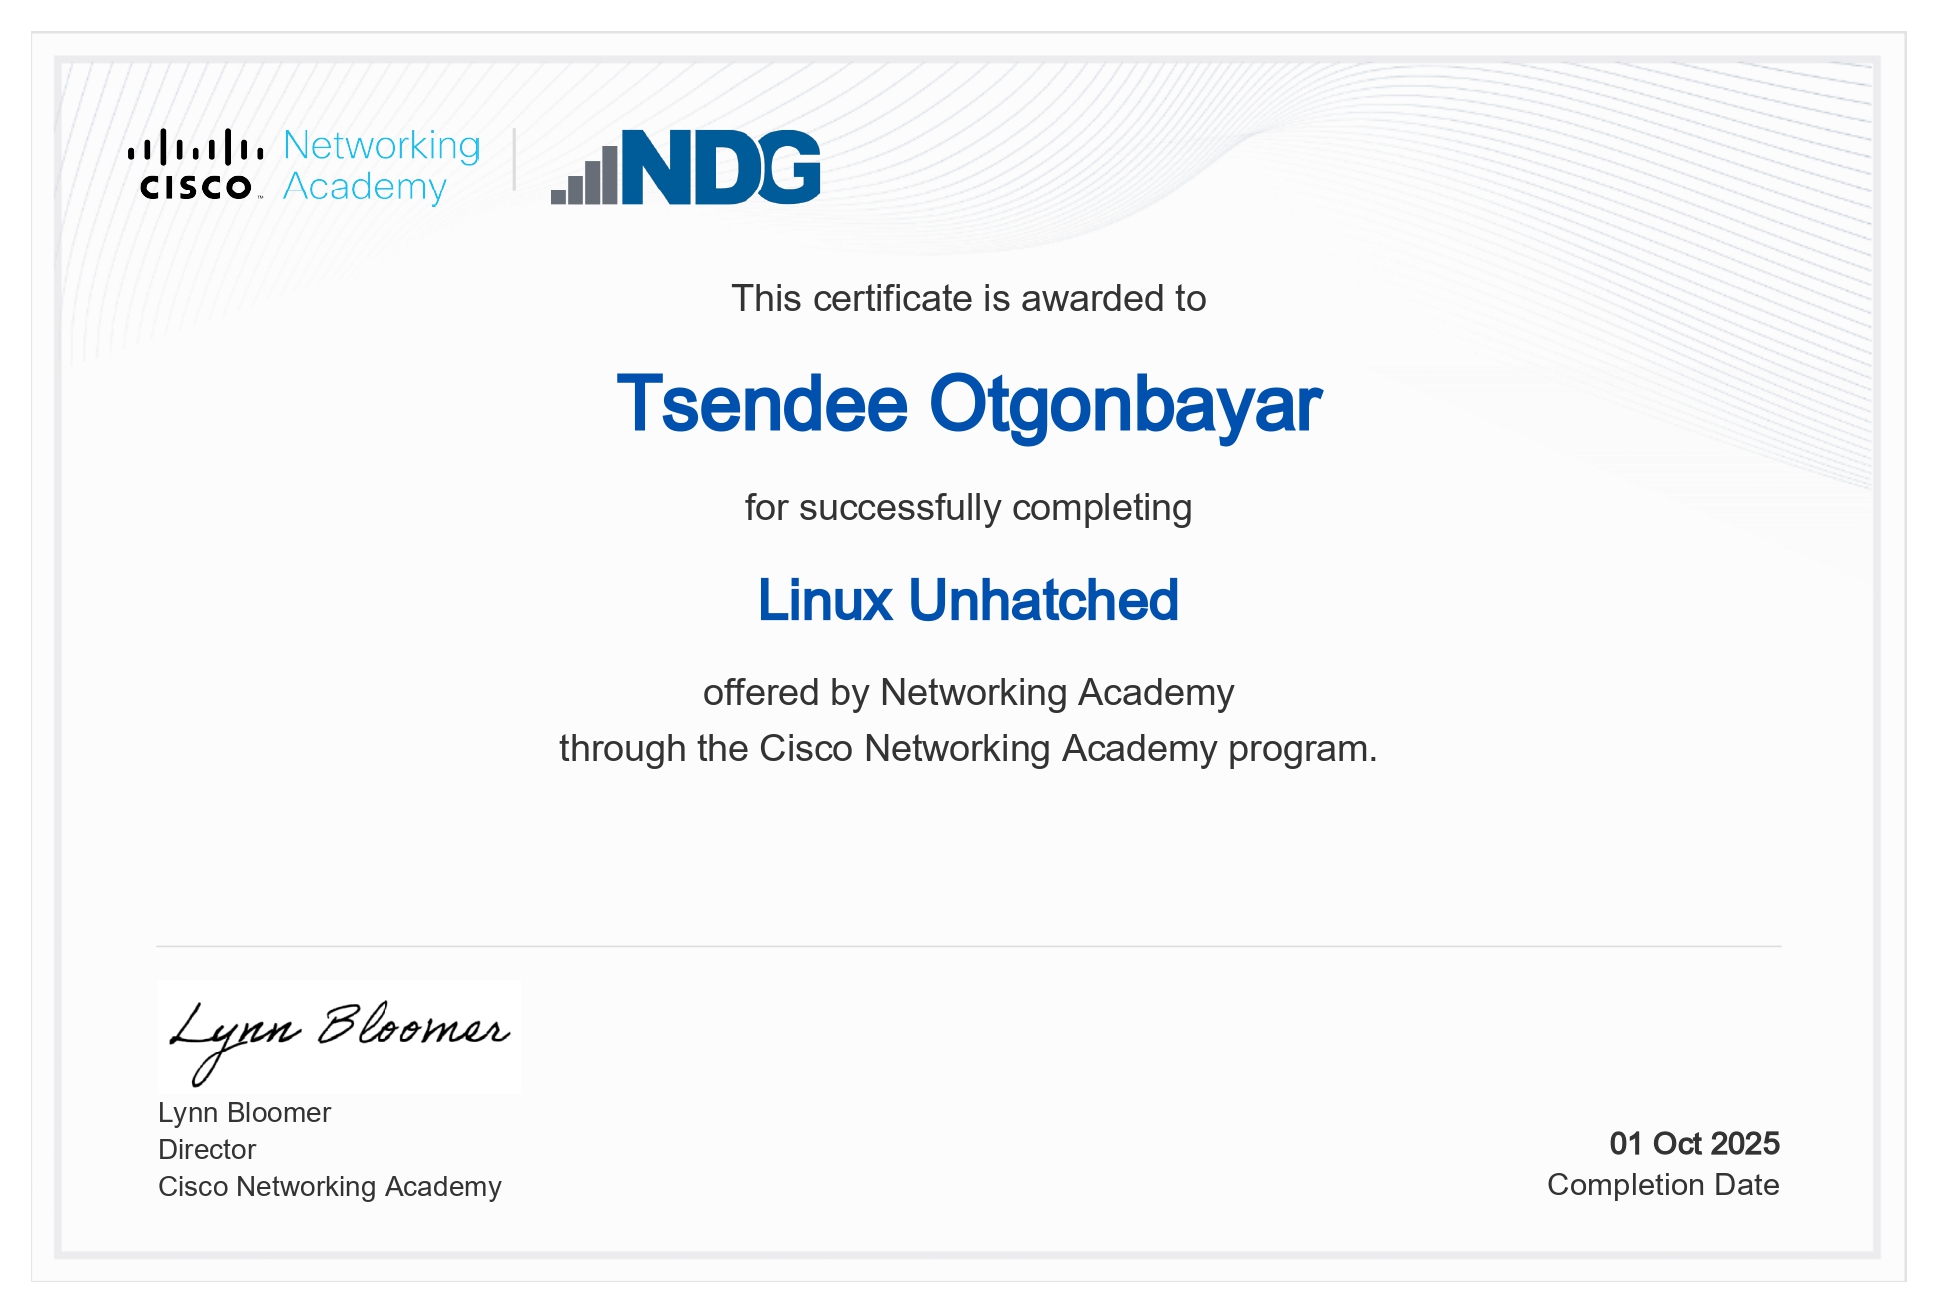 CISCO™ Networking Academy
NDG
This certificate is awarded to
Tsendee Otgonbayar
for successfully completing
Linux Unhatched
offered by Networking Academy
through the Cisco Networking Academy program.
Lynn Bloomer
Lynn Bloomer
Director
Cisco Networking Academy
01 Oct 2025
Completion Date